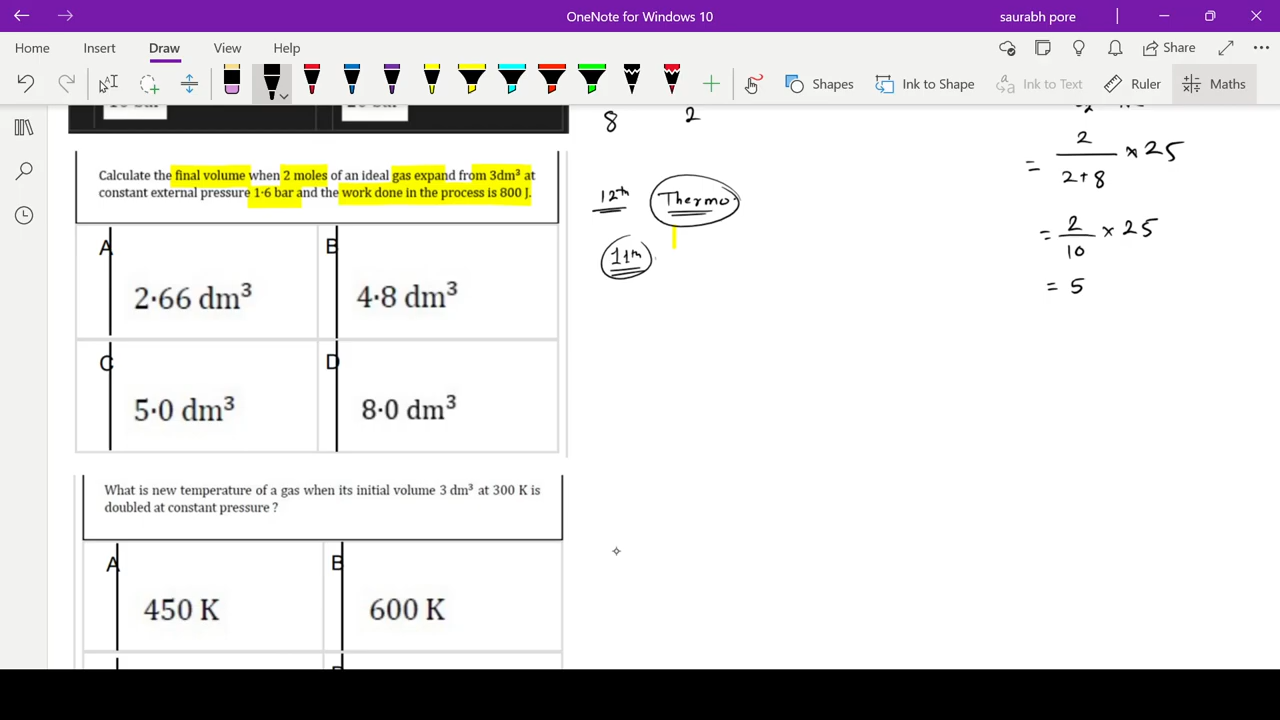 OneNote for Windows 10
saurabh pore
Home Insert Draw View Help
Share
Shapes Ink to Shape Ink to Text Ruler Maths
8 2
= 2/(2+8) × 25
= 2/10 × 25
= 5
Calculate the final volume when 2 moles of an ideal gas expand from 3dm³ at
constant external pressure 1·6 bar and the work done in the process is 800 J.
12th Thermo.
11th
A B
2·66 dm³ 4·8 dm³
C D
5·0 dm³ 8·0 dm³
What is new temperature of a gas when its initial volume 3 dm³ at 300 K is
doubled at constant pressure ?
A B
450 K 600 K